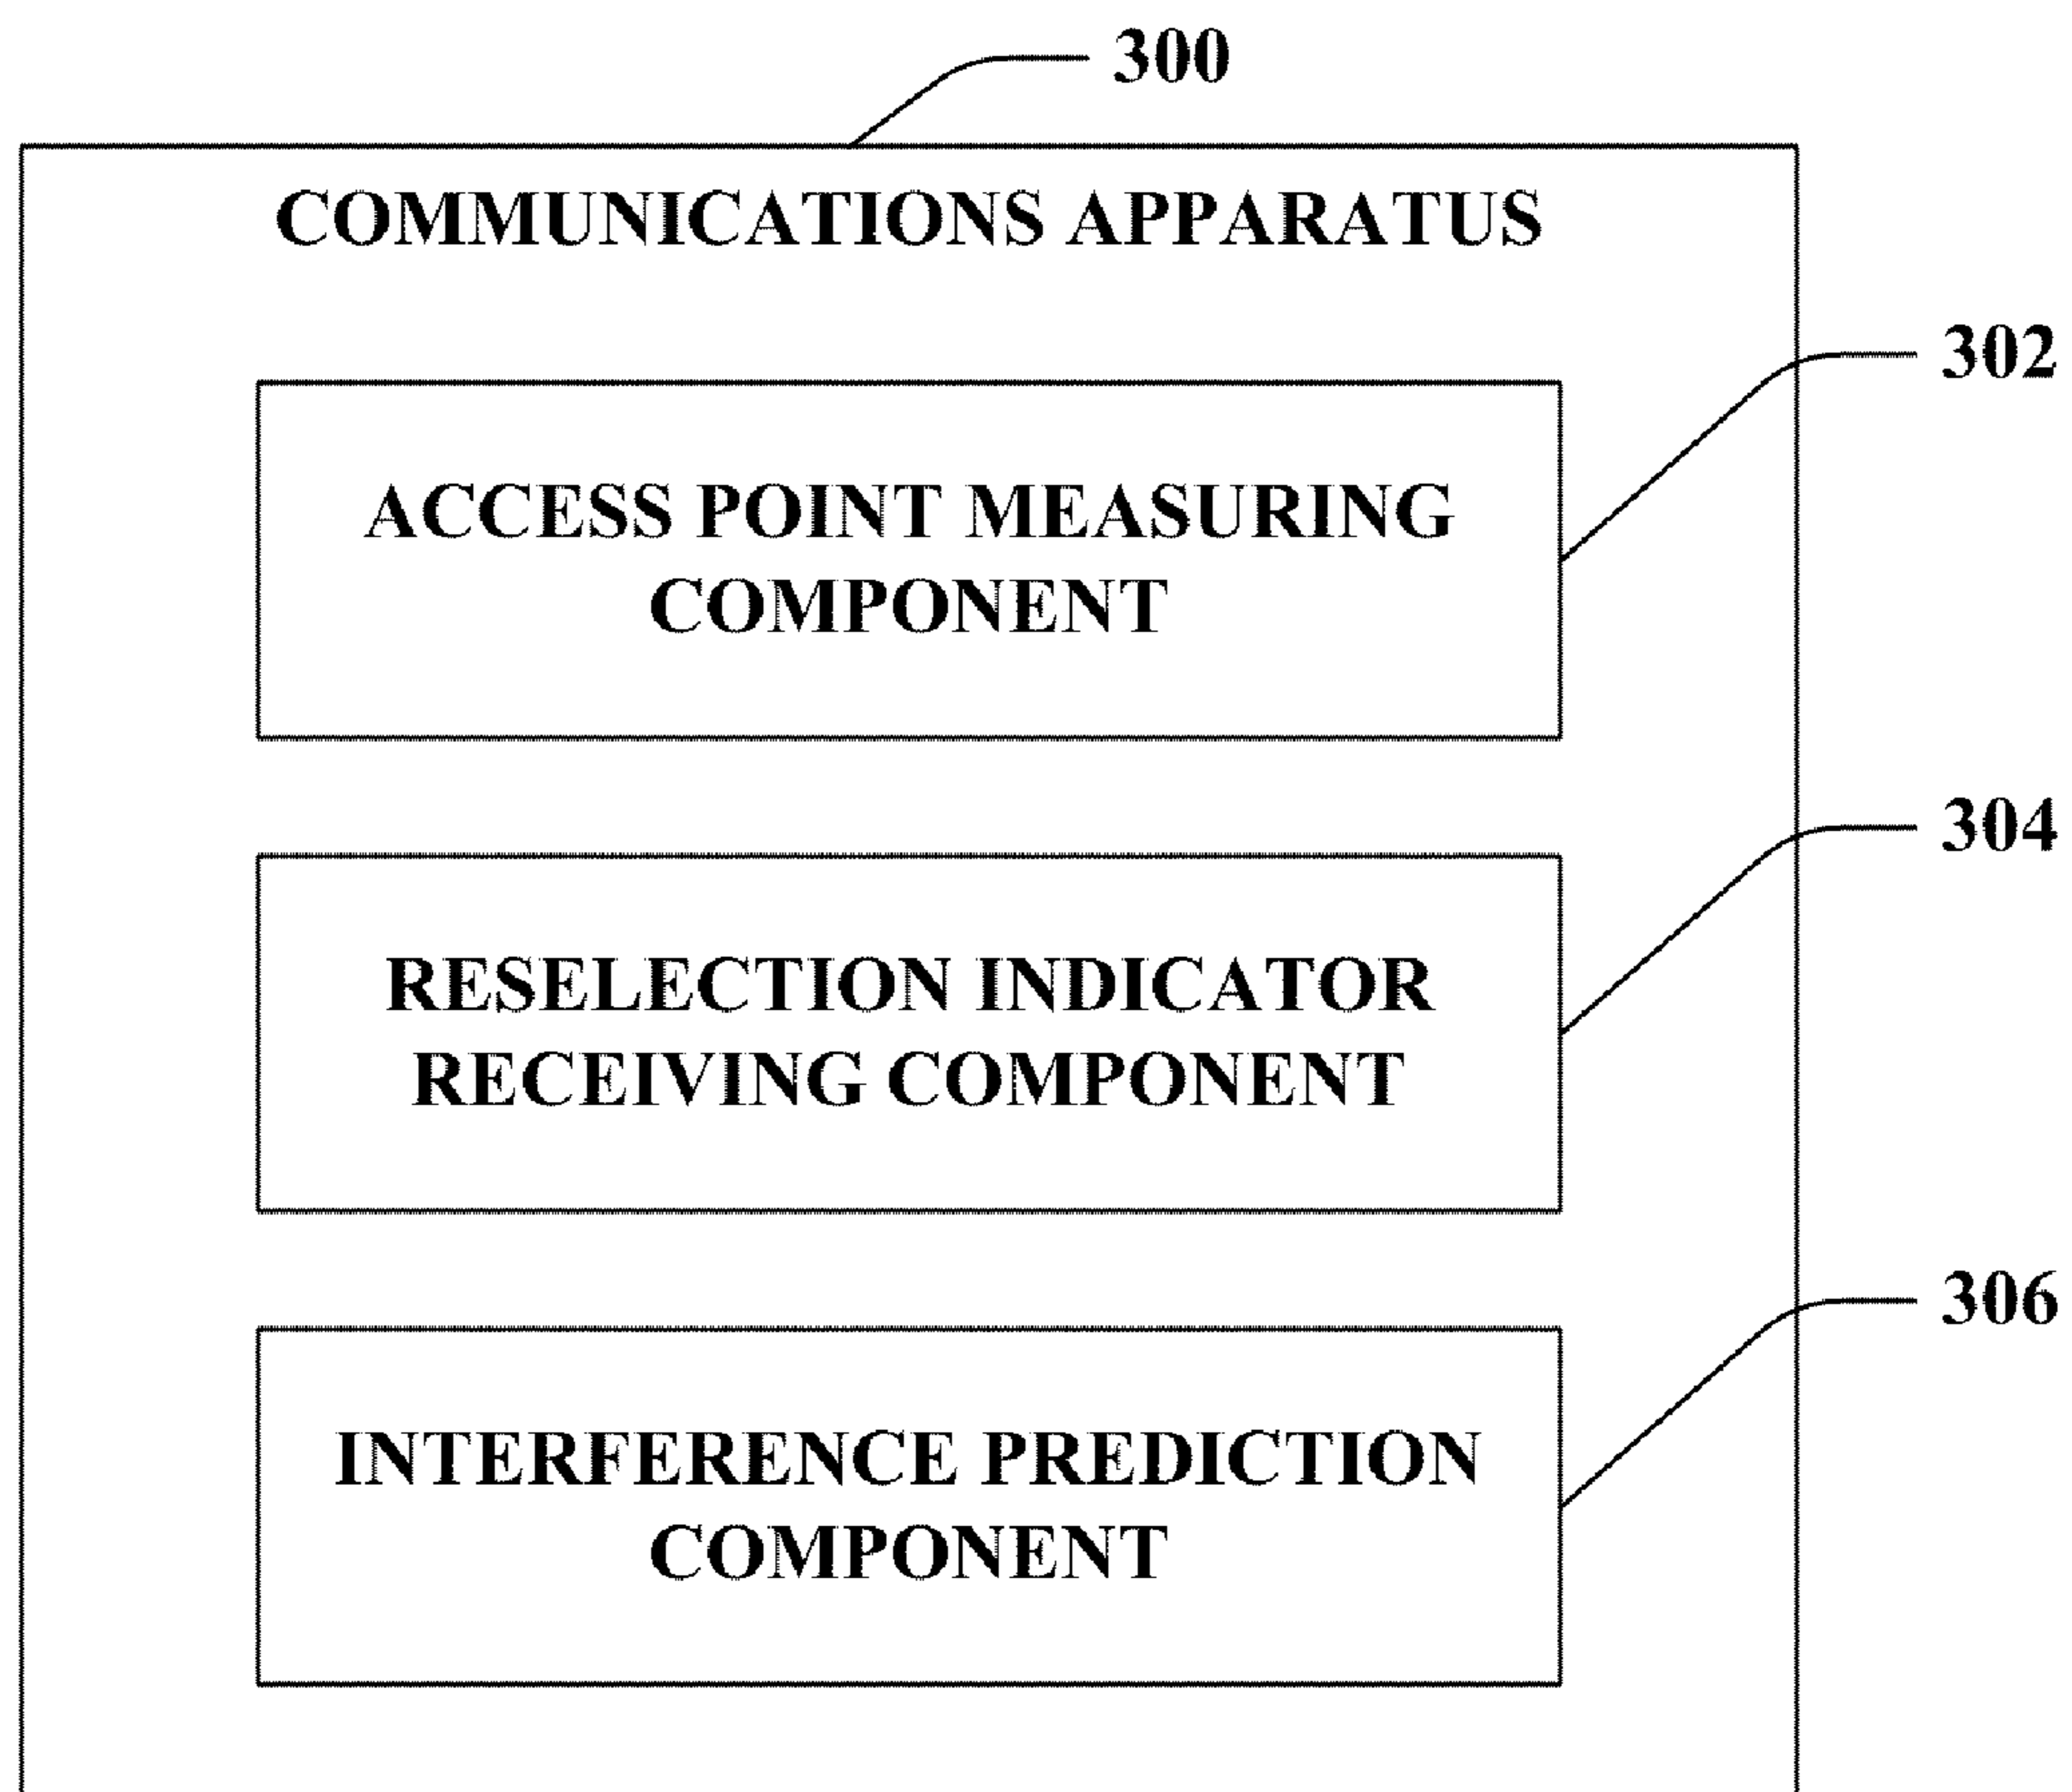 300
COMMUNICATIONS APPARATUS
302
ACCESS POINT MEASURING
COMPONENT
304
RESELECTION INDICATOR
RECEIVING COMPONENT
306
INTERFERENCE PREDICTION
COMPONENT